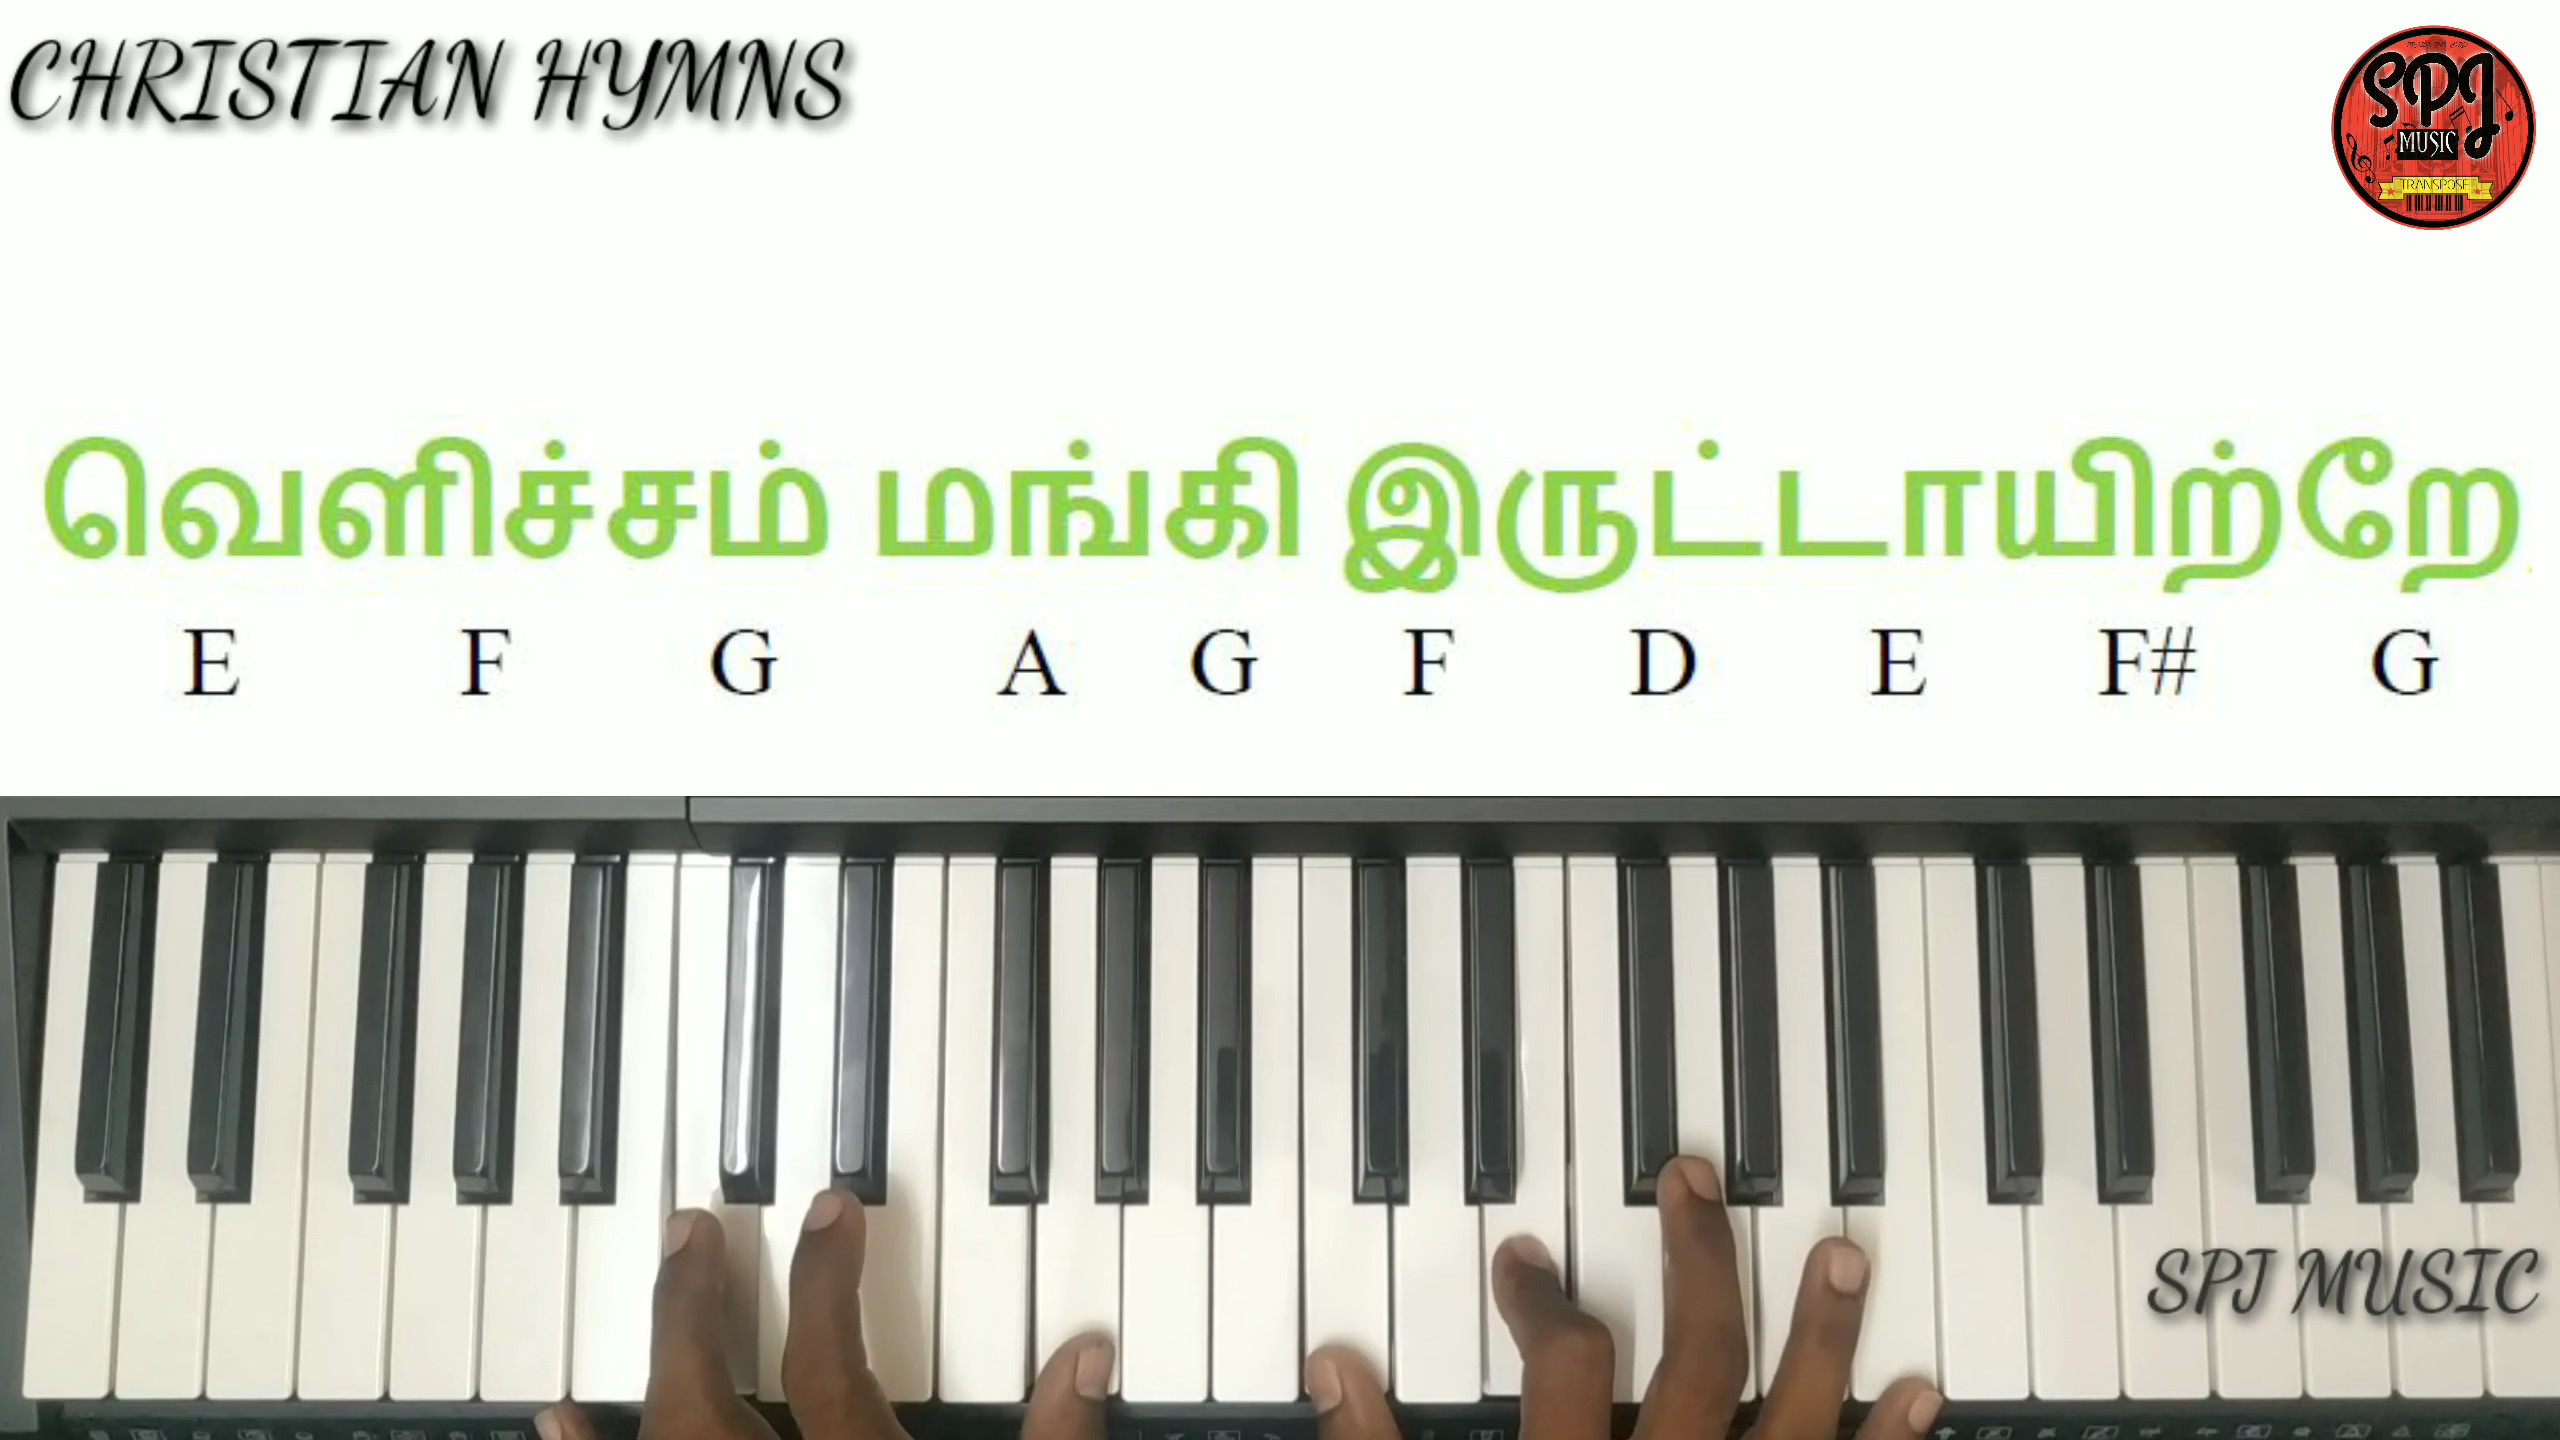 CHRISTIAN HYMNS
SPJ
MUSIC
TRANSPOSE
வெளிச்சம் மங்கி இருட்டாயிற்றே
E F G A G F D E F# G
SPJ MUSIC